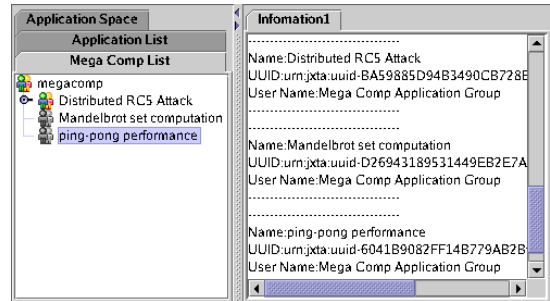 Application Space
Application List
Mega Comp List
megacomp
Distributed RC5 Attack
Mandelbrot set computation
ping-pong performance
Infomation1
----------------------------------
Name:Distributed RC5 Attack
UUID:urn:jxta:uuid-BA59885D94B3490CB728E
User Name:Mega Comp Application Group
----------------------------------
----------------------------------
Name:Mandelbrot set computation
UUID:urn:jxta:uuid-D26943189531449EB2E7A
User Name:Mega Comp Application Group
----------------------------------
----------------------------------
Name:ping-pong performance
UUID:urn:jxta:uuid-6041B9082FF14B779AB2B
User Name:Mega Comp Application Group